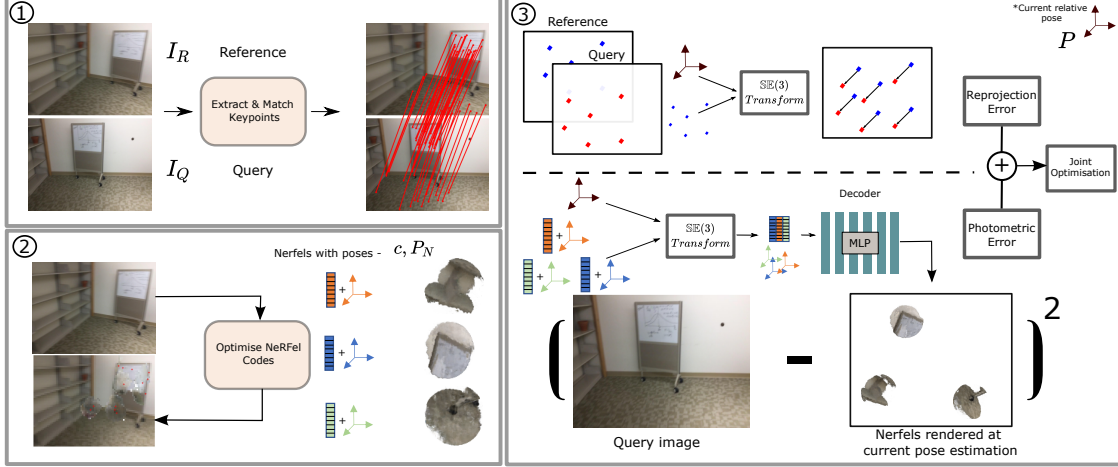 1
I_R Reference
Extract & Match
Keypoints
I_Q Query
2
Nerfels with poses - c, P_N
+
Optimise NeRFel
Codes
+
+
3
Reference
Query
*Current relative
pose
P
𝕊𝔼(3)
Transform
Reprojection
Error
+
Joint
Optimisation
Photometric
Error
Decoder
+
+
+
𝕊𝔼(3)
Transform
MLP
( - ) 2
Query image
Nerfels rendered at
current pose estimation